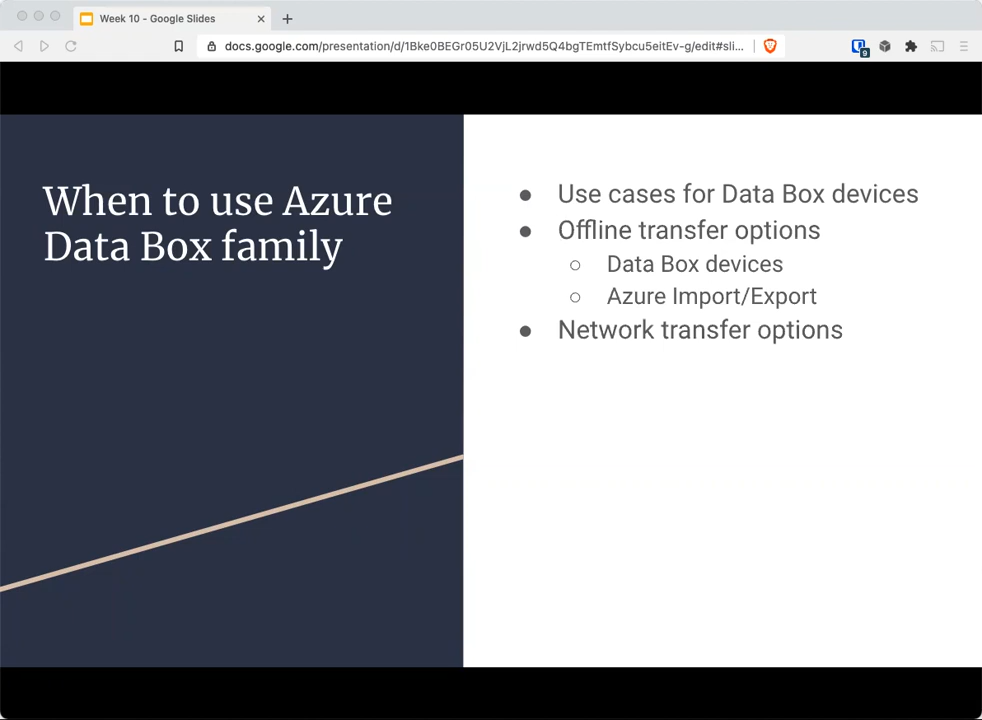 Week 10 - Google Slides
docs.google.com/presentation/d/1Bke0BEGr05U2VjL2jrwd5Q4bgTEmtfSybcu5eitEv-g/edit#sli...
9
When to use Azure
Data Box family
● Use cases for Data Box devices
● Offline transfer options
○ Data Box devices
○ Azure Import/Export
● Network transfer options